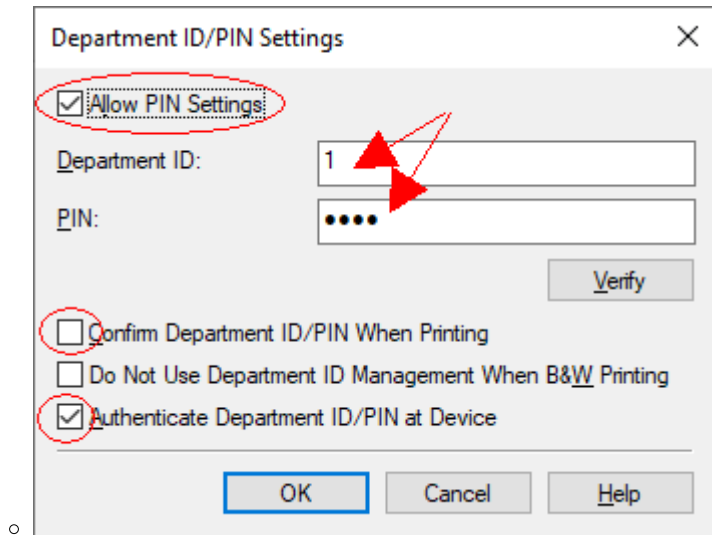 Department ID/PIN Settings
Allow PIN Settings
Department ID: 1
PIN: ••••
Verify
Confirm Department ID/PIN When Printing
Do Not Use Department ID Management When B&W Printing
Authenticate Department ID/PIN at Device
OK Cancel Help